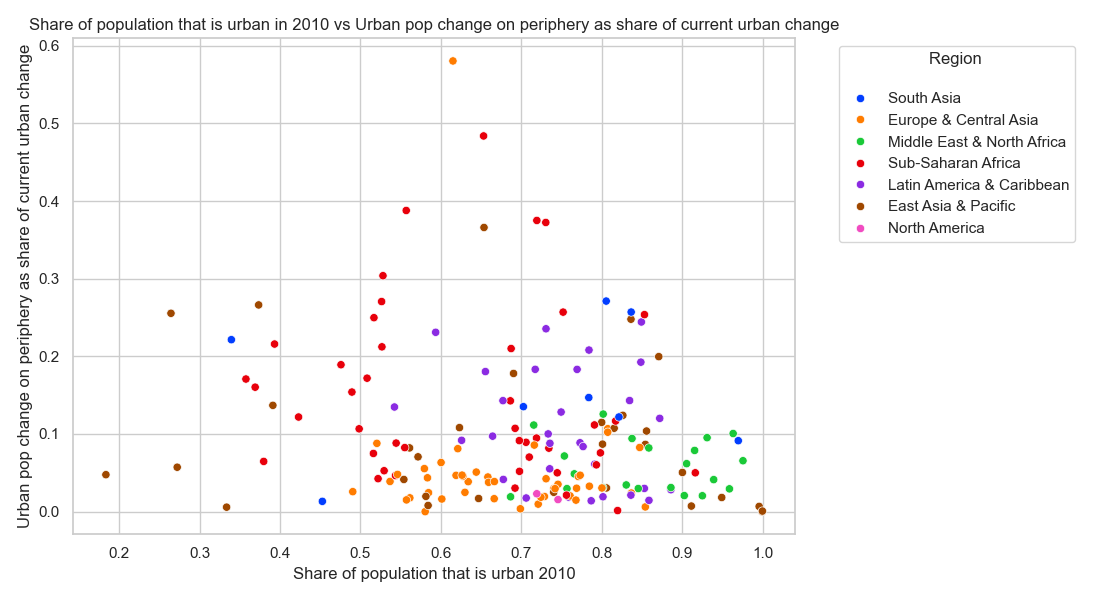 Share of population that is urban in 2010 vs Urban pop change on periphery as share of current urban change
Urban pop change on periphery as share of current urban change
0.6
0.5
0.4
0.3
0.2
0.1
0.0
0.2
0.3
0.4
0.5
0.6
0.7
0.8
0.9
1.0
Share of population that is urban 2010
Region
South Asia
Europe & Central Asia
Middle East & North Africa
Sub-Saharan Africa
Latin America & Caribbean
East Asia & Pacific
North America